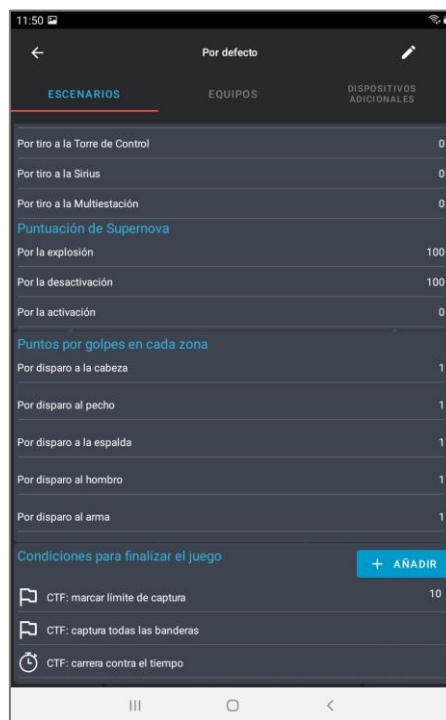 11:50
Por defecto
ESCENARIOS
EQUIPOS
DISPOSITIVOS
ADICIONALES
Por tiro a la Torre de Control 0
Por tiro a la Sirius 0
Por tiro a la Multiestación 0
Puntuación de Supernova
Por la explosión 100
Por la desactivación 100
Por la activación 0
Puntos por golpes en cada zona
Por disparo a la cabeza 1
Por disparo al pecho 1
Por disparo a la espalda 1
Por disparo al hombro 1
Por disparo al arma 1
Condiciones para finalizar el juego
+ AÑADIR
CTF: marcar límite de captura 10
CTF: captura todas las banderas
CTF: carrera contra el tiempo